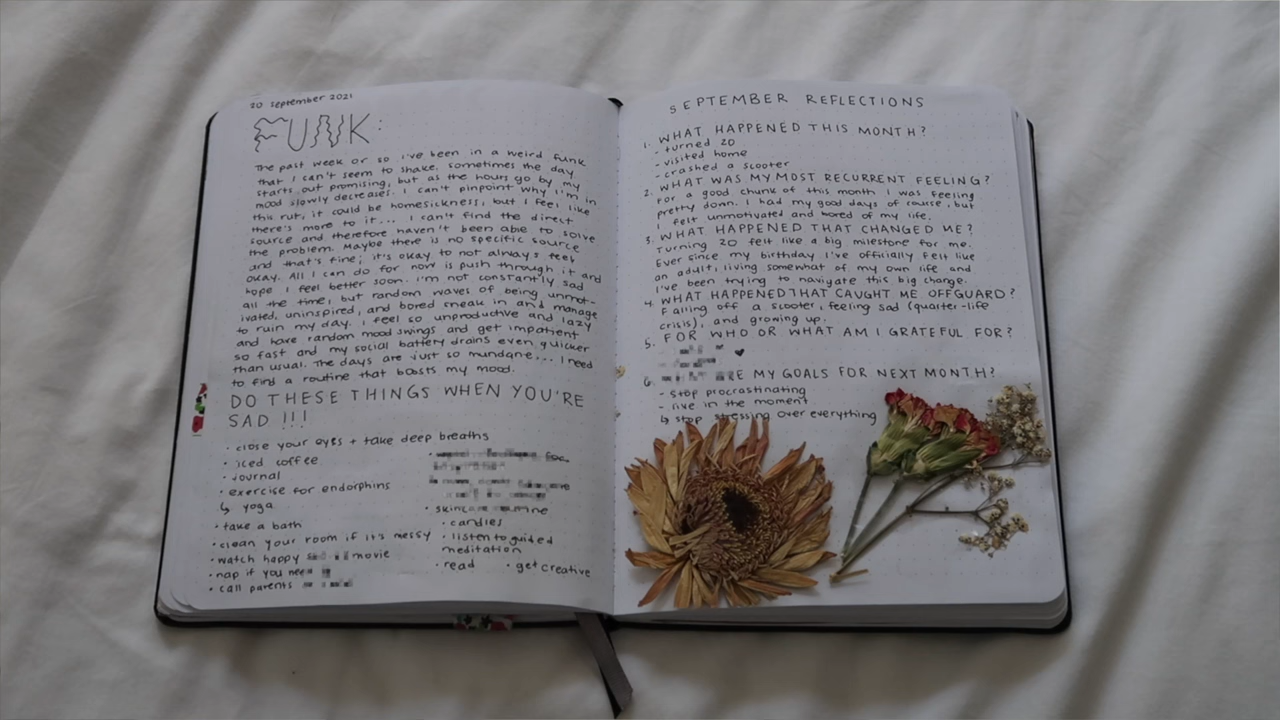 20 September 2021
FUNK:
The past week or so i've been in a weird funk
that I can't seem to shake. Sometimes the day
starts out promising, but as the hours go by my
mood slowly decreases. I can't pinpoint why i'm in
this rut, it could be homesickness, but I feel like
there's more to it... I can't find the direct
source and therefore haven't been able to solve
the problem. Maybe there is no specific source
and that's fine; it's okay to not always feel
okay. All I can do for now is push through it and
hope I feel better soon. I'm not constantly sad
all the time, but random waves of being unmot-
ivated, uninspired, and bored sneak in and manage
to ruin my day. I feel so unproductive and lazy
and have random mood swings and get impatient
so fast and my social battery drains even quicker
than usual. The days are just so mundane... I need
to find a routine that boosts my mood.
DO THESE THINGS WHEN YOU'RE
SAD !!!
• close your eyes + take deep breaths
• iced coffee
• journal
• exercise for endorphins
↳ yoga
• take a bath
• clean your room if it's messy
• watch happy movie
• nap if you need
• call parents
• skincare
• candles
• listen to guided
meditation
• read • get creative
SEPTEMBER REFLECTIONS
1. WHAT HAPPENED THIS MONTH?
- turned 20
- visited home
- crashed a scooter
2. WHAT WAS MY MOST RECURRENT FEELING?
For a good chunk of this month I was feeling
pretty down. I had my good days of course, but
I felt unmotivated and bored of my life.
3. WHAT HAPPENED THAT CHANGED ME?
Turning 20 felt like a big milestone for me.
Ever since my birthday I've officially felt like
an adult; living somewhat of my own life and
I've been trying to navigate this big change.
4. WHAT HAPPENED THAT CAUGHT ME OFFGUARD?
Falling off a scooter, feeling sad (quarter-life
crisis), and growing up.
5. FOR WHO OR WHAT AM I GRATEFUL FOR?
6. MY GOALS FOR NEXT MONTH?
- stop procrastinating
- live in the moment
↳ stop stressing over everything